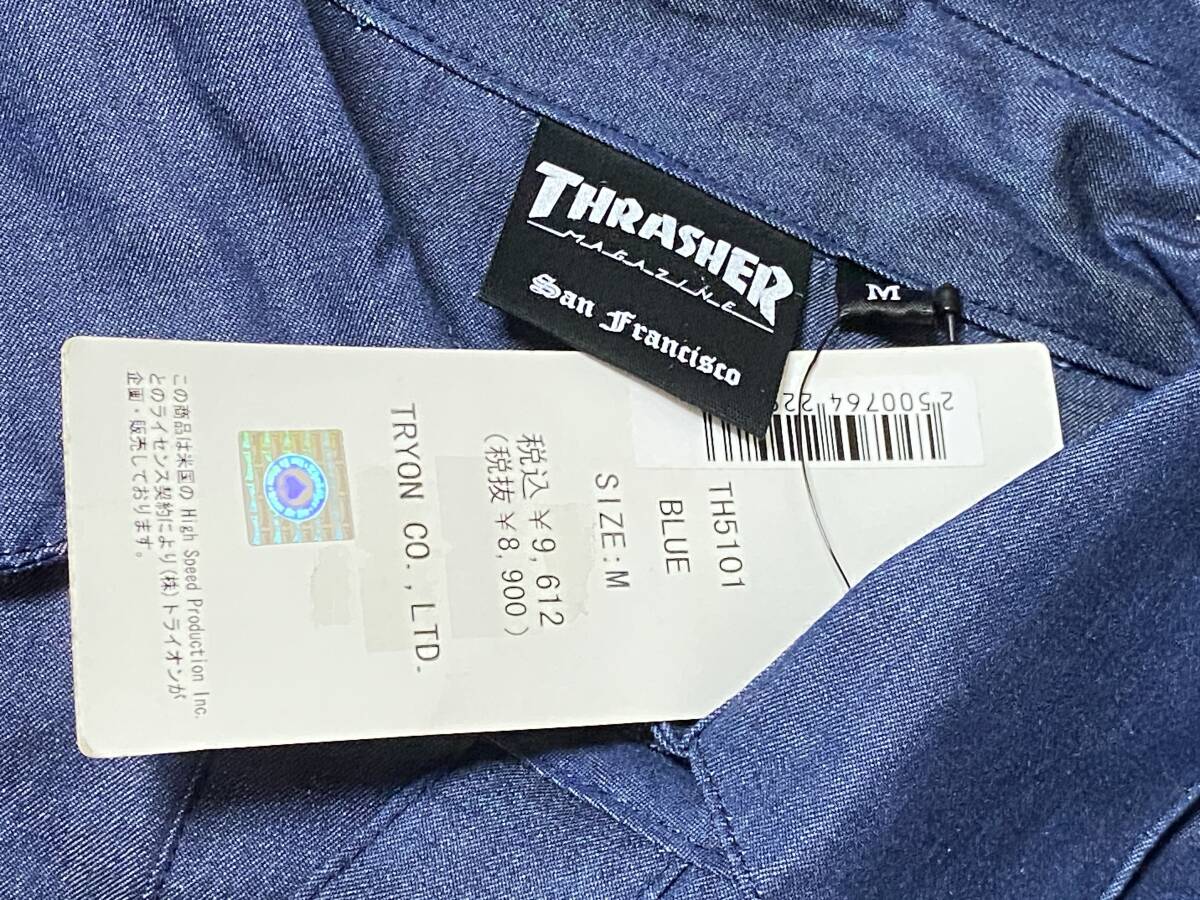 THRASHER
MAGAZINE
San Francisco
M
2500764 22
TH5101
BLUE
SIZE:M
税込 ¥9,612
(税抜 ¥8,900)
TRYON CO.,LTD.
この商品は米国の High Speed Production Inc.
とのライセンス契約により(株)トライオンが
企画・販売しております。